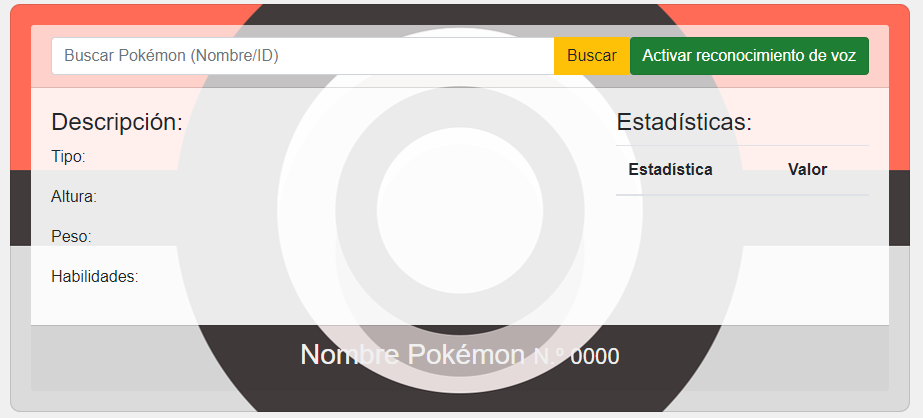 Buscar Pokémon (Nombre/ID) Buscar Activar reconocimiento de voz
Descripción:
Tipo:
Altura:
Peso:
Habilidades:
Estadísticas:
Estadística Valor
Nombre Pokémon N.º 0000